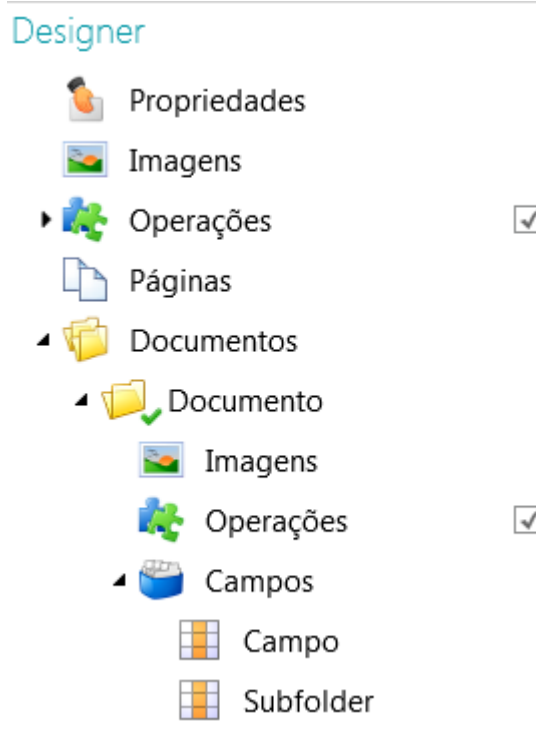 Designer
Propriedades
Imagens
Operações
Páginas
Documentos
Documento
Imagens
Operações
Campos
Campo
Subfolder